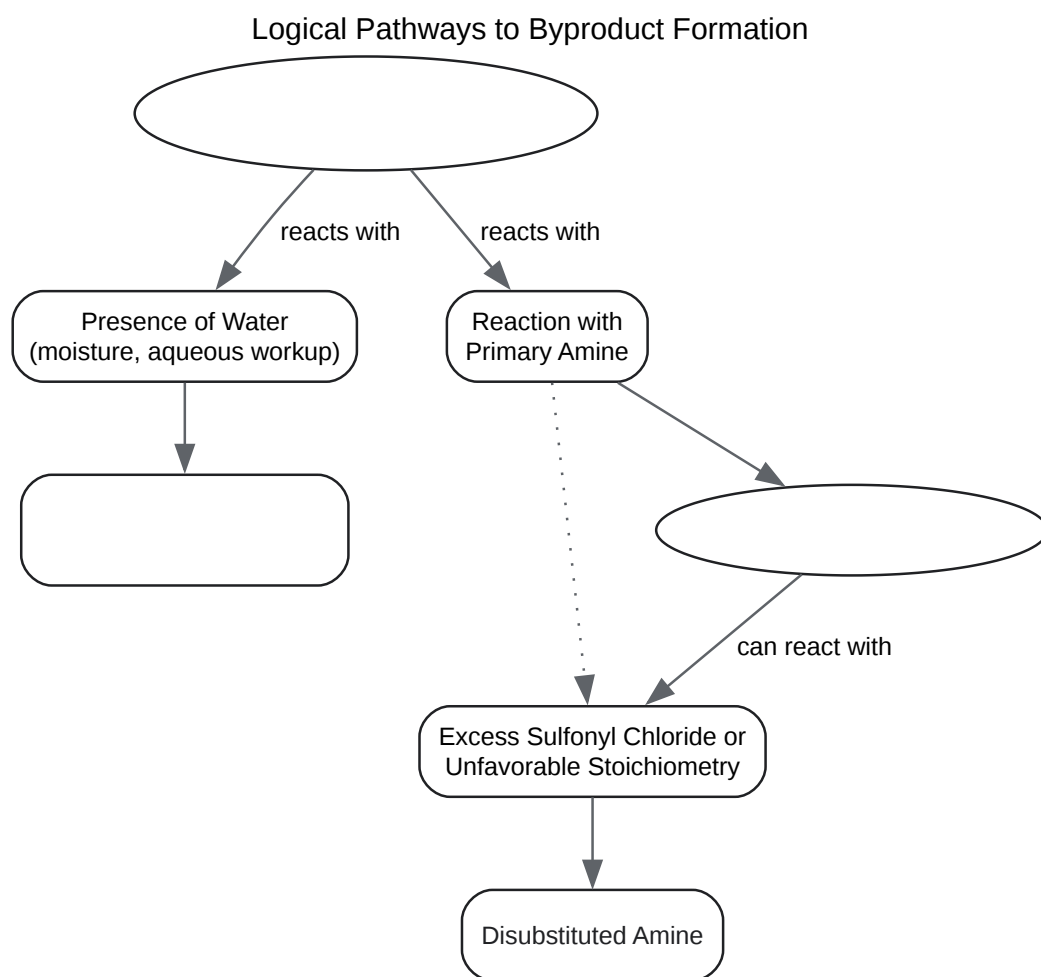 Logical Pathways to Byproduct Formation
reacts with
reacts with
Presence of Water
(moisture, aqueous workup)
Reaction with
Primary Amine
can react with
Excess Sulfonyl Chloride or
Unfavorable Stoichiometry
Disubstituted Amine